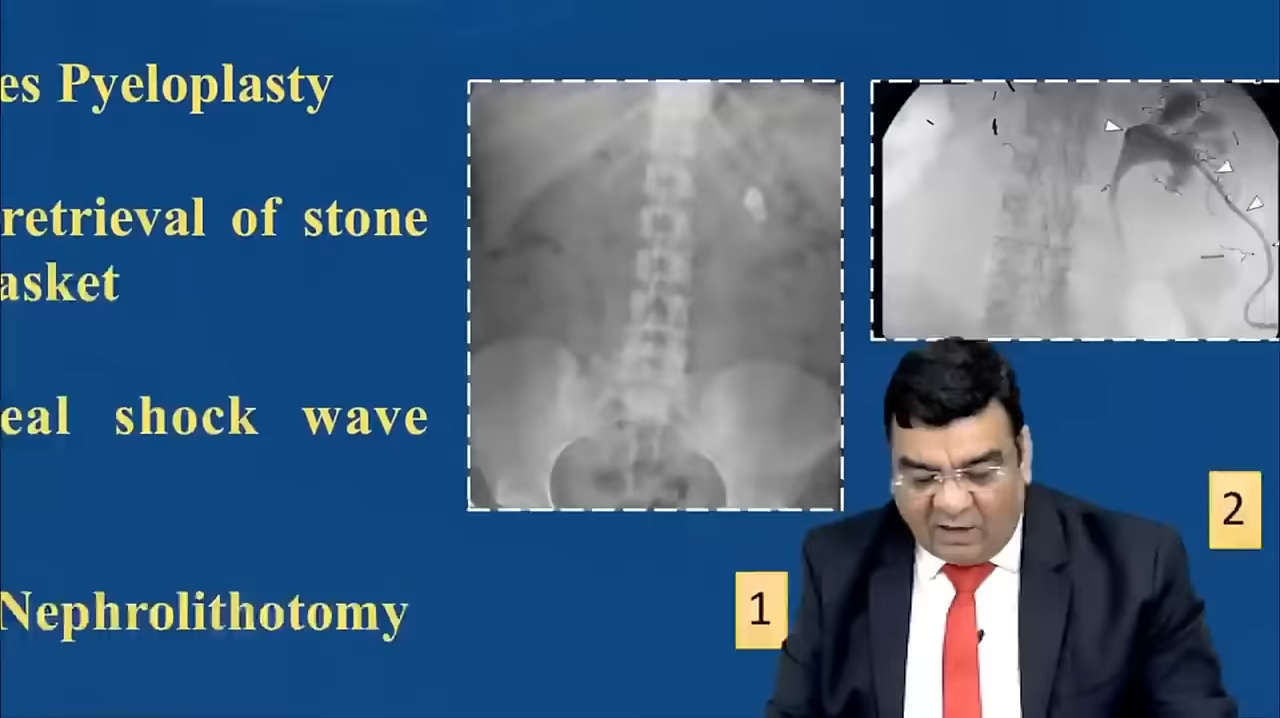 es Pyeloplasty
retrieval of stone
asket
eal shock wave
Nephrolithotomy
1
2